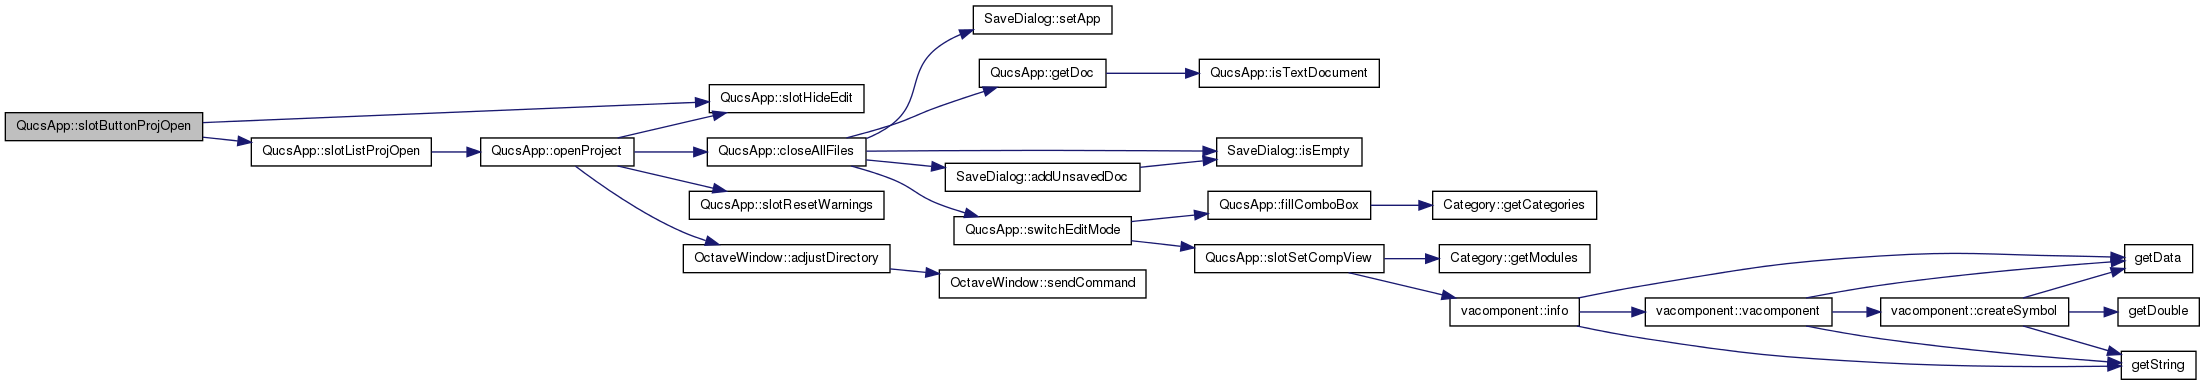 QucsApp::slotButtonProjOpen
QucsApp::slotHideEdit
QucsApp::slotListProjOpen
QucsApp::openProject
QucsApp::closeAllFiles
QucsApp::slotResetWarnings
OctaveWindow::adjustDirectory
OctaveWindow::sendCommand
SaveDialog::setApp
QucsApp::getDoc
QucsApp::isTextDocument
SaveDialog::isEmpty
SaveDialog::addUnsavedDoc
QucsApp::switchEditMode
QucsApp::fillComboBox
Category::getCategories
QucsApp::slotSetCompView
Category::getModules
vacomponent::info
vacomponent::vacomponent
vacomponent::createSymbol
getData
getDouble
getString